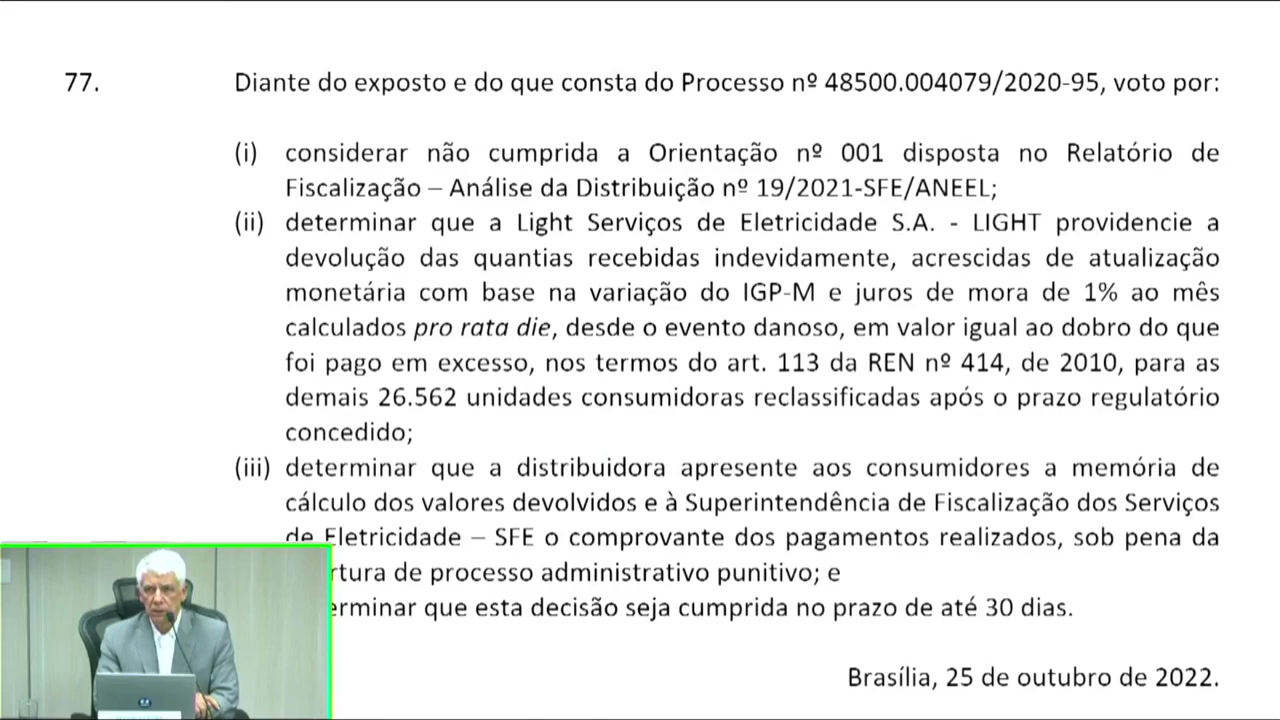 77. Diante do exposto e do que consta do Processo nº 48500.004079/2020-95, voto por:
(i) considerar não cumprida a Orientação nº 001 disposta no Relatório de
Fiscalização – Análise da Distribuição nº 19/2021-SFE/ANEEL;
(ii) determinar que a Light Serviços de Eletricidade S.A. - LIGHT providencie a
devolução das quantias recebidas indevidamente, acrescidas de atualização
monetária com base na variação do IGP-M e juros de mora de 1% ao mês
calculados pro rata die, desde o evento danoso, em valor igual ao dobro do que
foi pago em excesso, nos termos do art. 113 da REN nº 414, de 2010, para as
demais 26.562 unidades consumidoras reclassificadas após o prazo regulatório
concedido;
(iii) determinar que a distribuidora apresente aos consumidores a memória de
cálculo dos valores devolvidos e à Superintendência de Fiscalização dos Serviços
de Eletricidade – SFE o comprovante dos pagamentos realizados, sob pena da
rtura de processo administrativo punitivo; e
erminar que esta decisão seja cumprida no prazo de até 30 dias.
Brasília, 25 de outubro de 2022.